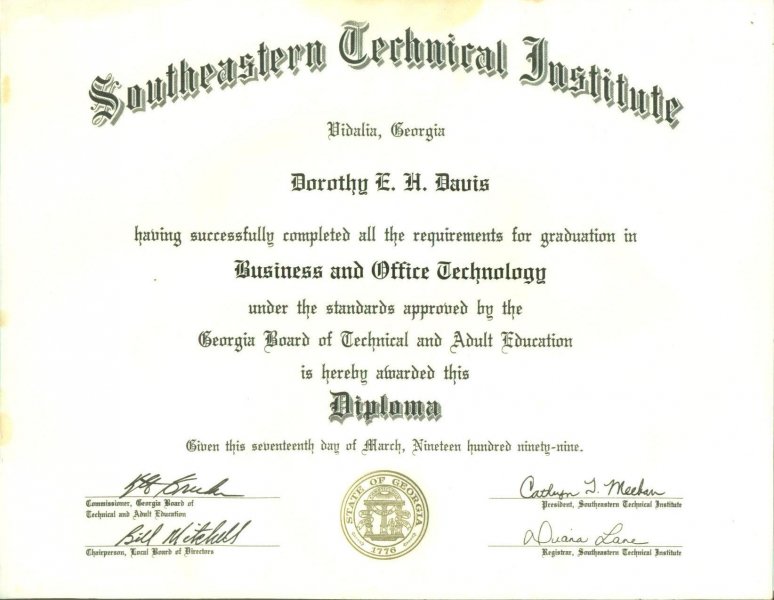 Southeastern Technical Institute
Vidalia, Georgia
Dorothy E. H. Davis
having successfully completed all the requirements for graduation in
Business and Office Technology
under the standards approved by the
Georgia Board of Technical and Adult Education
is hereby awarded this
Diploma
Given this seventeenth day of March, Nineteen hundred ninety-nine.
Commissioner, Georgia Board of
Technical and Adult Education
Bill Mitchell
Chairperson, Local Board of Directors
STATE OF GEORGIA
1776
Cathryn T. Meehan
President, Southeastern Technical Institute
Diana Lane
Registrar, Southeastern Technical Institute